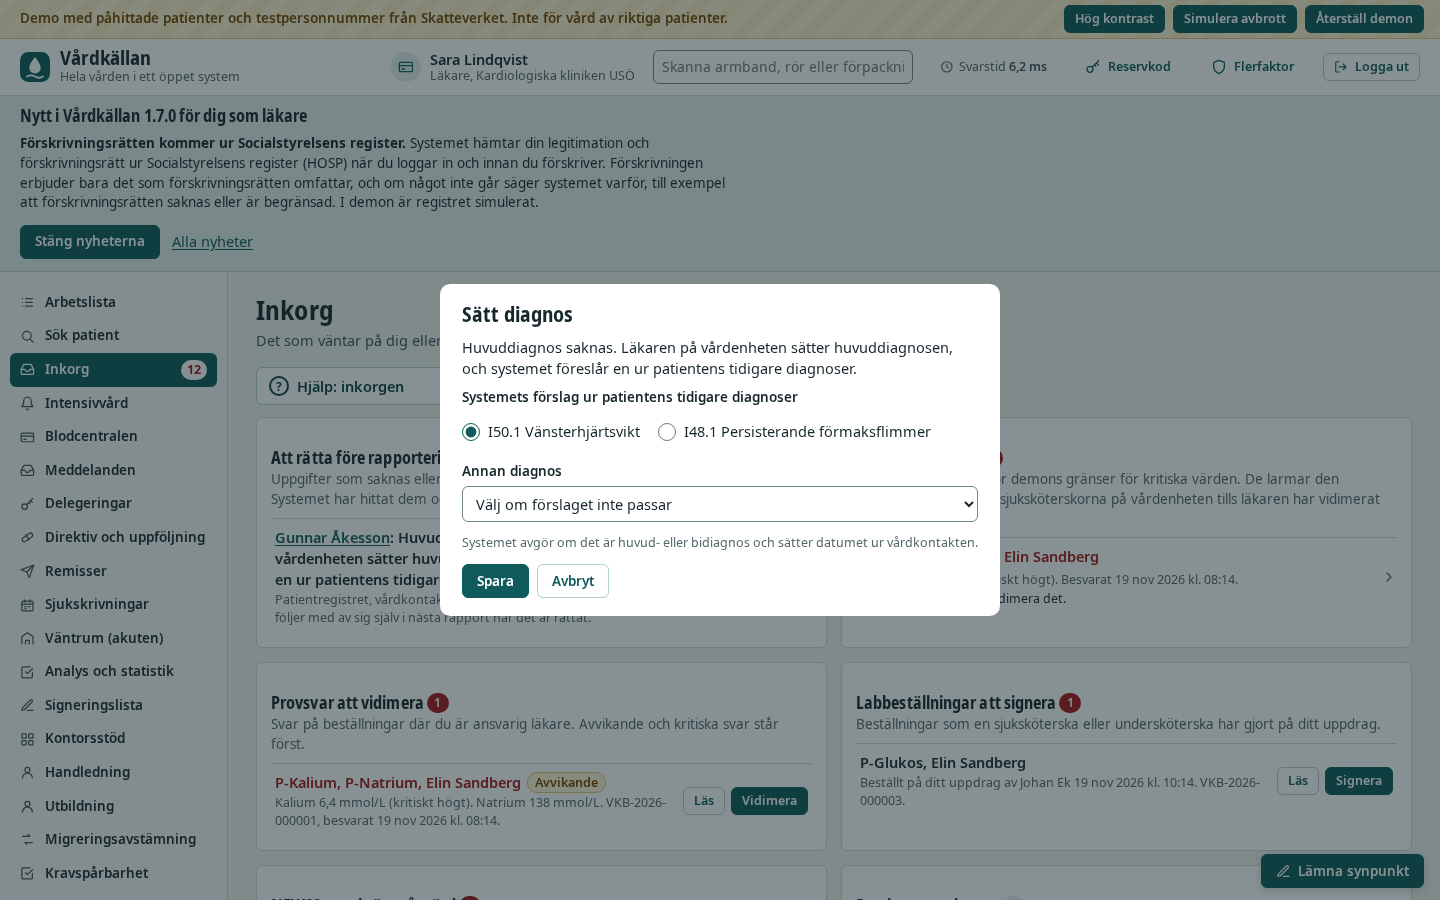 Demo med påhittade patienter och testpersonnummer från Skatteverket. Inte för vård av riktiga patienter.
Hög kontrast
Simulera avbrott
Återställ demon
Vårdkällan
Hela vården i ett öppet system
Sara Lindqvist
Läkare, Kardiologiska kliniken USÖ
Skanna armband, rör eller förpackni
Svarstid 6,2 ms
Reservkod
Flerfaktor
Logga ut
Nytt i Vårdkällan 1.7.0 för dig som läkare
Förskrivningsrätten kommer ur Socialstyrelsens register. Systemet hämtar din legitimation och
förskrivningsrätt ur Socialstyrelsens register (HOSP) när du loggar in och innan du förskriver. Förskrivningen
erbjuder bara det som förskrivningsrätten omfattar, och om något inte går säger systemet varför, till exempel
att förskrivningsrätten saknas eller är begränsad. I demon är registret simulerat.
Stäng nyheterna
Alla nyheter
Arbetslista
Sök patient
Inkorg
12
Intensivvård
Blodcentralen
Meddelanden
Delegeringar
Direktiv och uppföljning
Remisser
Sjukskrivningar
Väntrum (akuten)
Analys och statistik
Signeringslista
Kontorsstöd
Handledning
Utbildning
Migreringsavstämning
Kravspårbarhet
Inkorg
Det som väntar på dig eller
? Hjälp: inkorgen
Att rätta före rapporteri
Uppgifter som saknas eller
Systemet har hittat dem o
Gunnar Åkesson: Huvud
vårdenheten sätter huvu
en ur patientens tidigar
Patientregistret, vårdkontak
följer med av sig själv i nästa rapport när det är rättat.
Sätt diagnos
Huvuddiagnos saknas. Läkaren på vårdenheten sätter huvuddiagnosen,
och systemet föreslår en ur patientens tidigare diagnoser.
Systemets förslag ur patientens tidigare diagnoser
I50.1 Vänsterhjärtsvikt
I48.1 Persisterande förmaksflimmer
Annan diagnos
Välj om förslaget inte passar
Systemet avgör om det är huvud- eller bidiagnos och sätter datumet ur vårdkontakten.
Spara
Avbryt
r demons gränser för kritiska värden. De larmar den
sjuksköterskorna på vårdenheten tills läkaren har vidimerat
Elin Sandberg
skt högt). Besvarat 19 nov 2026 kl. 08:14.
dimera det.
Provsvar att vidimera 1
Svar på beställningar där du är ansvarig läkare. Avvikande och kritiska svar står
först.
P-Kalium, P-Natrium, Elin Sandberg
Avvikande
Kalium 6,4 mmol/L (kritiskt högt). Natrium 138 mmol/L. VKB-2026-
000001, besvarat 19 nov 2026 kl. 08:14.
Läs
Vidimera
Labbeställningar att signera 1
Beställningar som en sjuksköterska eller undersköterska har gjort på ditt uppdrag.
P-Glukos, Elin Sandberg
Beställt på ditt uppdrag av Johan Ek 19 nov 2026 kl. 10:14. VKB-2026-
000003.
Läs
Signera
Lämna synpunkt